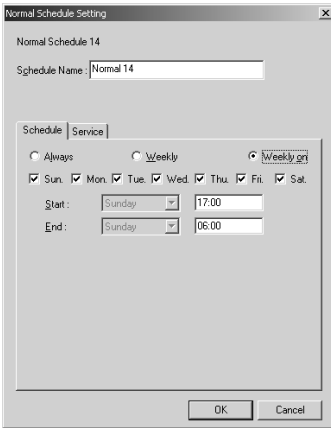 Normal Schedule Setting
Normal Schedule 14
Schedule Name : Normal 14
Schedule Service
Always Weekly Weekly on
Sun. Mon. Tue. Wed. Thu. Fri. Sat.
Start : Sunday 17:00
End : Sunday 06:00
OK Cancel